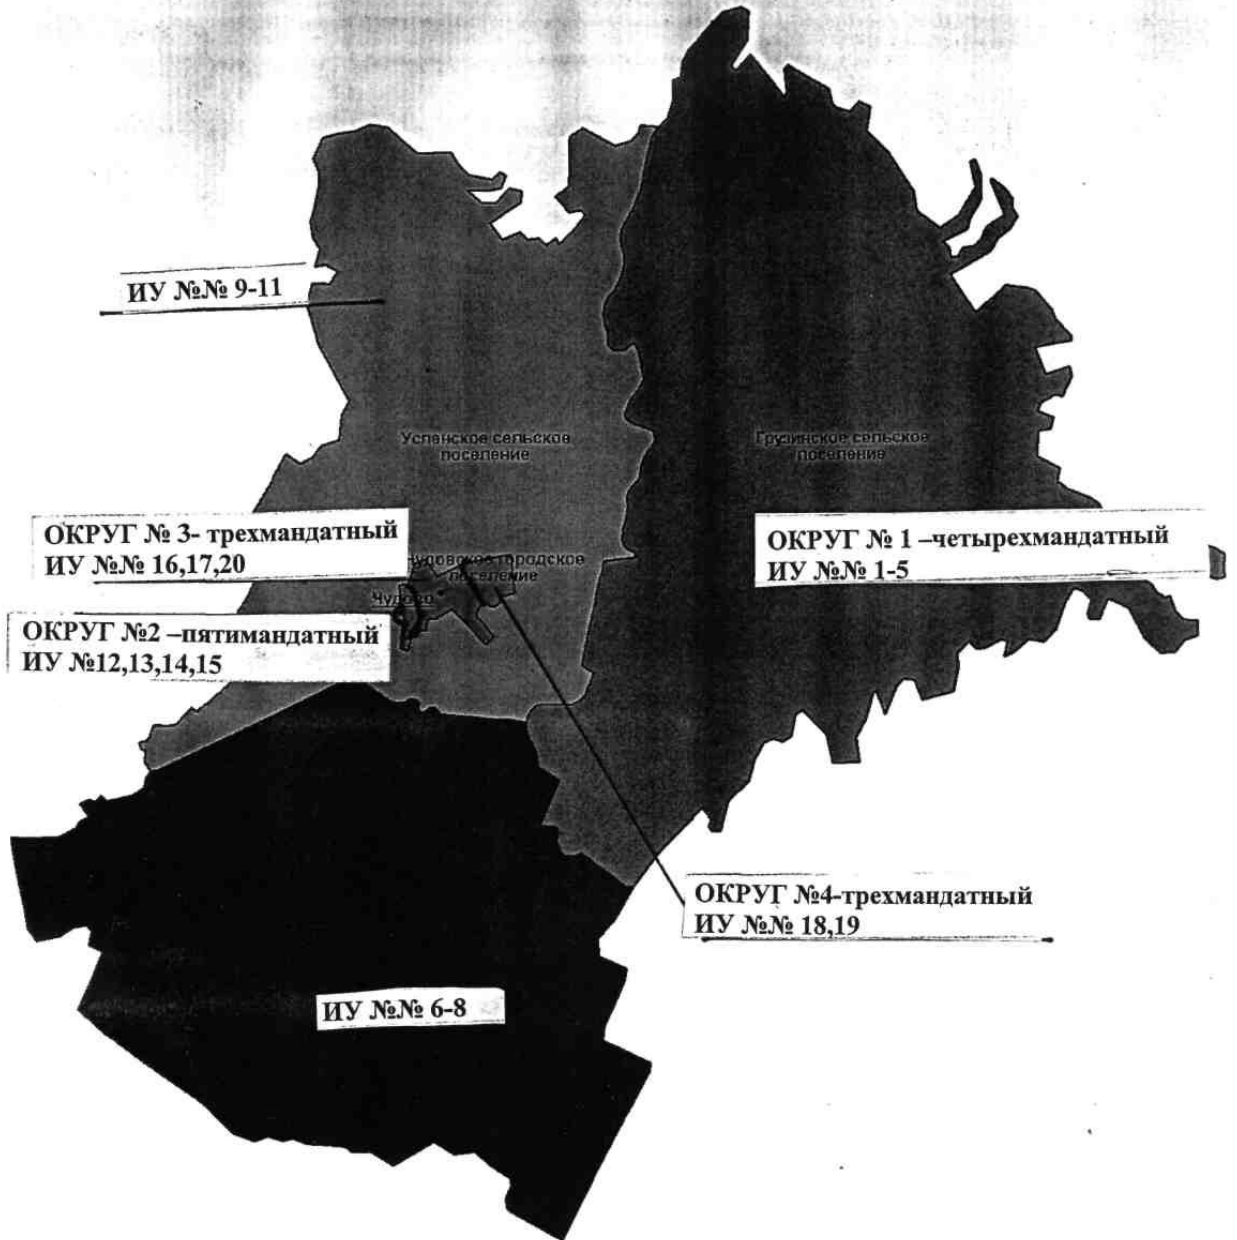 ИУ №№ 9-11
Успенское сельское
поселение
Грузинское сельское
поселение
ОКРУГ № 3- трехмандатный
ИУ №№ 16,17,20
ОКРУГ № 1 –четырехмандатный
ИУ №№ 1-5
Чудовское городское
поселение
Чудово
ОКРУГ №2 –пятимандатный
ИУ №12,13,14,15
ОКРУГ №4-трехмандатный
ИУ №№ 18,19
ИУ №№ 6-8